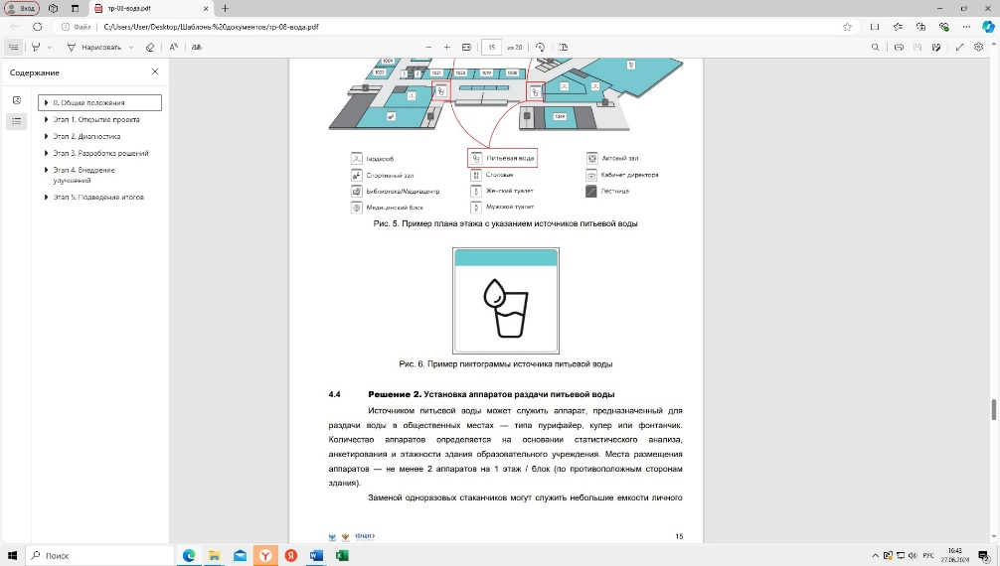 Вход
тр-08-вода.pdf
Файл
C:/Users/User/Desktop/Шаблоны%20документов/тр-08-вода.pdf
Нарисовать
15
из 20
Содержание
0. Общие положения
Этап 1. Открытие проекта
Этап 2. Диагностика
Этап 3. Разработка решений
Этап 4. Внедрение
улучшений
Этап 5. Подведение итогов
1009
1022
1021
1020
1019
1008
1049
Гардероб
Питьевая вода
Актовый зал
Спортивный зал
Столовая
Кабинет директора
Библиотека/Медиацентр
Женский туалет
Лестница
Медицинский блок
Мужской туалет
Рис. 5. Пример плана этажа с указанием источников питьевой воды
Рис. 6. Пример пиктограммы источника питьевой воды
4.4 Решение 2. Установка аппаратов раздачи питьевой воды
Источником питьевой воды может служить аппарат, предназначенный для
раздачи воды в общественных местах — типа пурифайер, кулер или фонтанчик.
Количество аппаратов определяется на основании статистического анализа,
анкетирования и этажности здания образовательного учреждения. Места размещения
аппаратов — не менее 2 аппаратов на 1 этаж / блок (по противоположным сторонам
здания).
Заменой одноразовых стаканчиков могут служить небольшие емкости личного
ФЦК
15
Поиск
РУС
16:43
27.06.2024